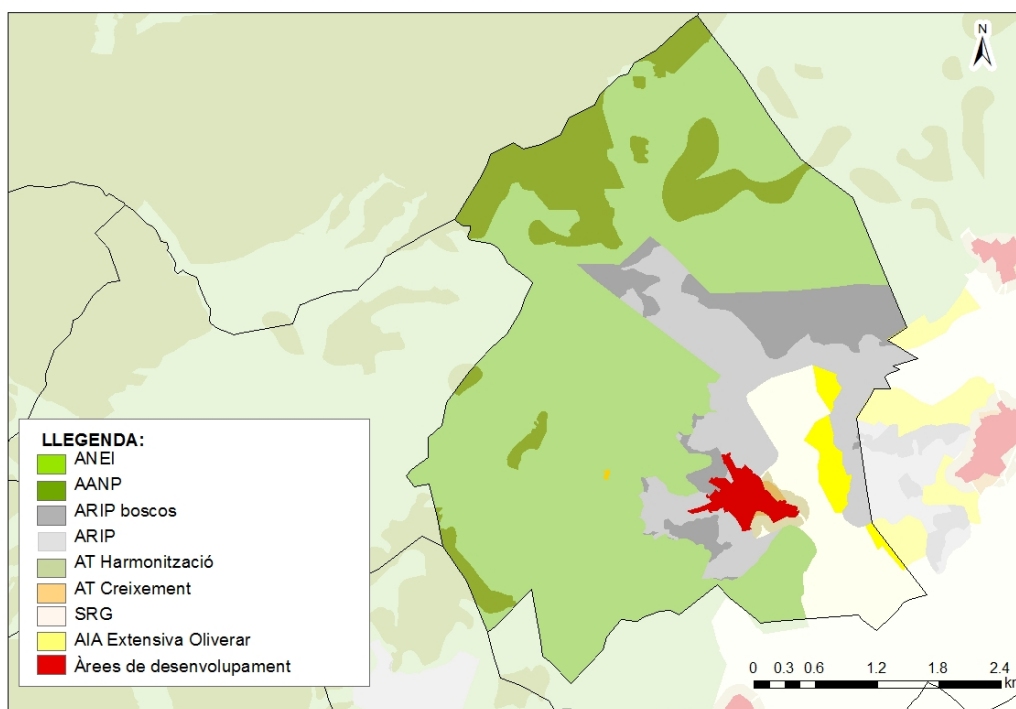 N
LLEGENDA:
ANEI
AANP
ARIP boscos
ARIP
AT Harmonització
AT Creixement
SRG
AIA Extensiva Oliverar
Àrees de desenvolupament
0 0.3 0.6 1.2 1.8 2.4
km